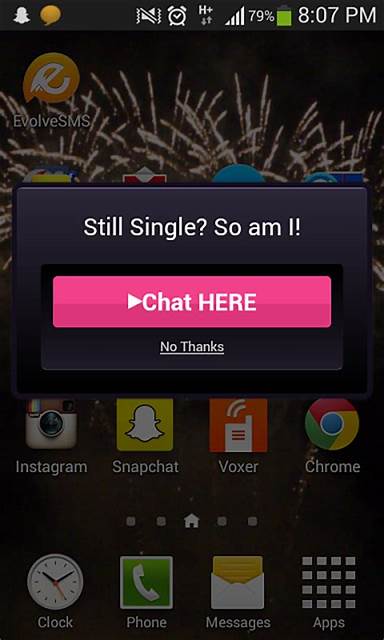 H+
79%
8:07 PM
EvolveSMS
Still Single? So am I!
Chat HERE
No Thanks
Instagram
Snapchat
Voxer
Chrome
Clock
Phone
Messages
Apps